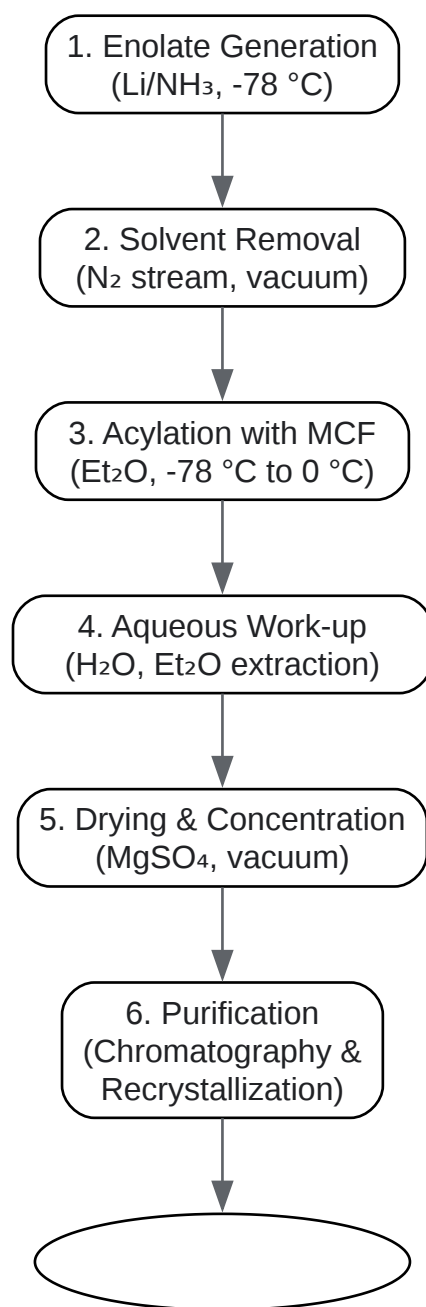 1. Enolate Generation
(Li/NH₃, -78 °C)
2. Solvent Removal
(N₂ stream, vacuum)
3. Acylation with MCF
(Et₂O, -78 °C to 0 °C)
4. Aqueous Work-up
(H₂O, Et₂O extraction)
5. Drying & Concentration
(MgSO₄, vacuum)
6. Purification
(Chromatography &
Recrystallization)